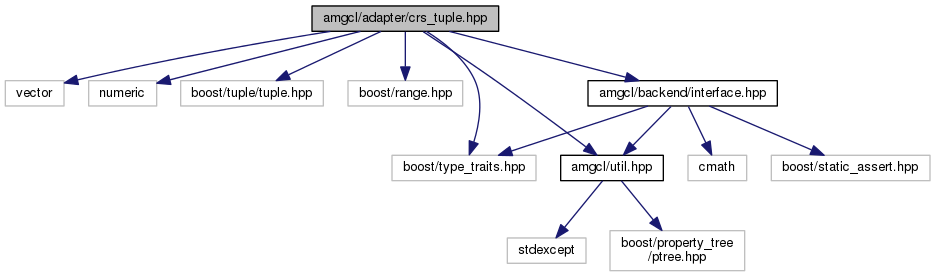 amgcl/adapter/crs_tuple.hpp
vector
numeric
boost/tuple/tuple.hpp
boost/range.hpp
amgcl/backend/interface.hpp
boost/type_traits.hpp
amgcl/util.hpp
cmath
boost/static_assert.hpp
stdexcept
boost/property_tree
/ptree.hpp